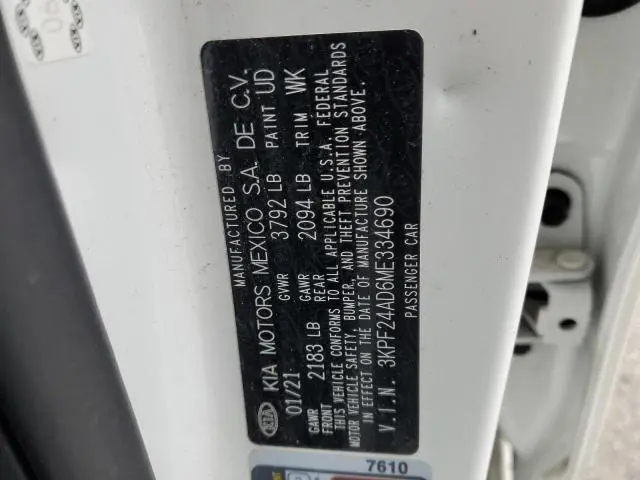 MANUFACTURED BY
KIA KIA MOTORS MEXICO S.A. DE C.V.
01/21 GVWR 3792 LB PAINT UD
GAWR FRONT 2183 LB GAWR REAR 2094 LB TRIM WK
THIS VEHICLE CONFORMS TO ALL APPLICABLE U.S.A. FEDERAL
MOTOR VEHICLE SAFETY, BUMPER, AND THEFT PREVENTION STANDARDS
IN EFFECT ON THE DATE OF MANUFACTURE SHOWN ABOVE.
V.I.N. 3KPF24AD6ME334690
PASSENGER CAR
7610